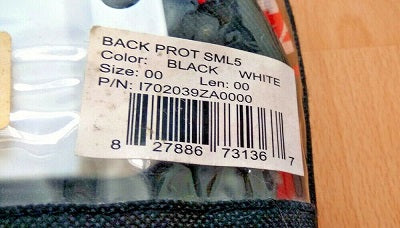 BACK PROT SML5
Color: BLACK WHITE
Size: 00 Len: 00
P/N: I702039ZA0000
8 27886 73136 7